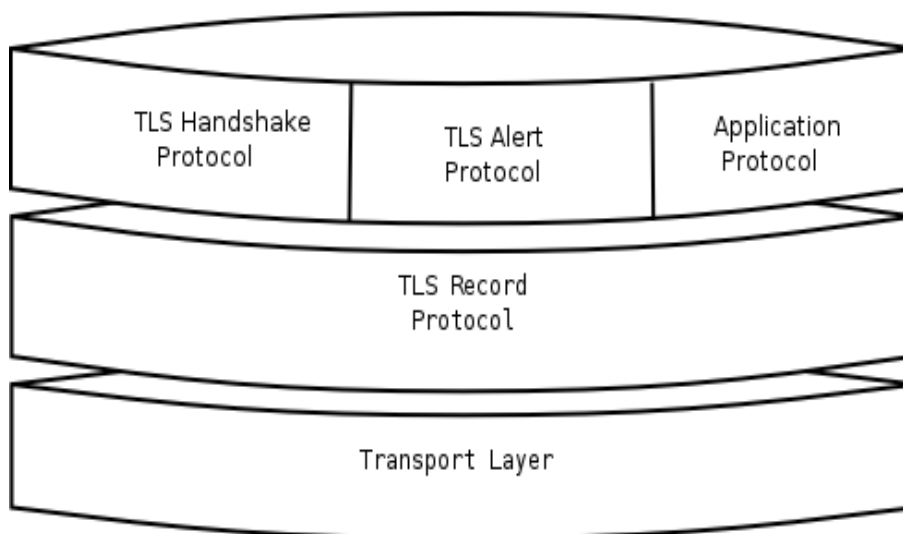 TLS Handshake
Protocol
TLS Alert
Protocol
Application
Protocol
TLS Record
Protocol
Transport Layer